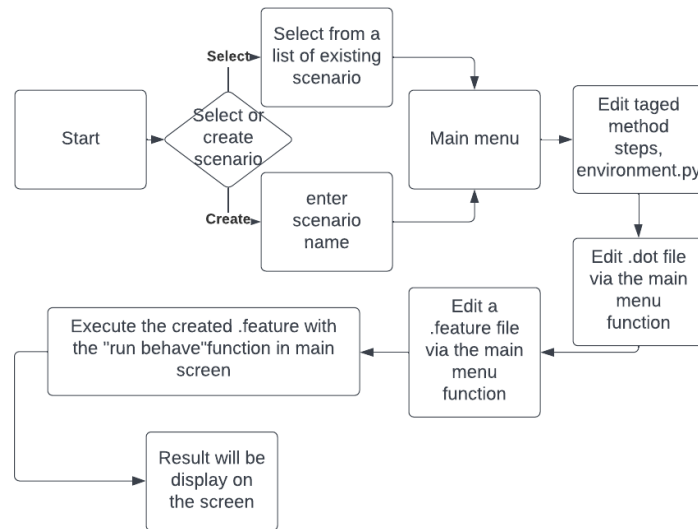 Select from a
list of existing
scenario
Select
Start
Select or
create
scenario
Main menu
Edit taged
method
steps,
environment.py
Create
enter
scenario
name
Edit .dot file
via the main
menu
function
Edit a
.feature file
via the main
menu
function
Execute the created .feature with
the "run behave"function in main
screen
Result will be
display on
the screen